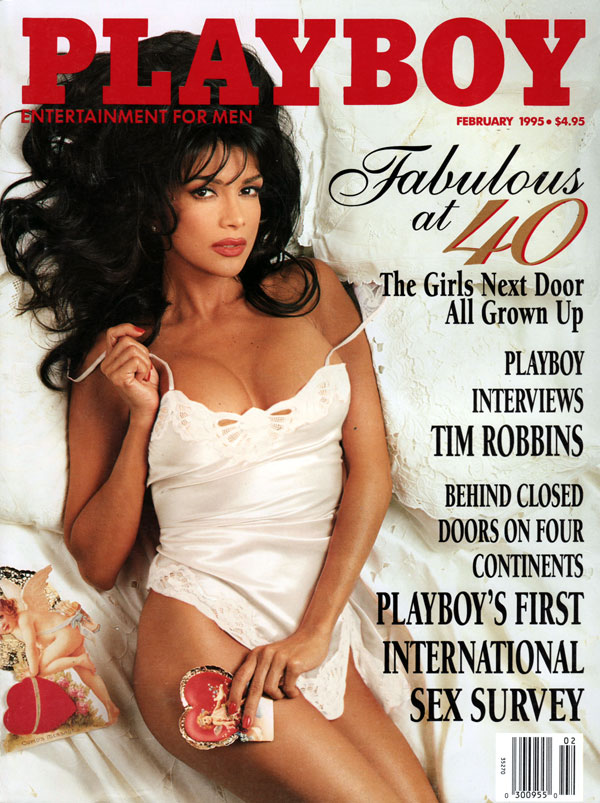 PLAYBOY
ENTERTAINMENT FOR MEN
FEBRUARY 1995 • $4.95
Fabulous
at 40
The Girls Next Door
All Grown Up
PLAYBOY
INTERVIEWS
TIM ROBBINS
BEHIND CLOSED
DOORS ON FOUR
CONTINENTS
PLAYBOY'S FIRST
INTERNATIONAL
SEX SURVEY
02
35270
0 300955 0